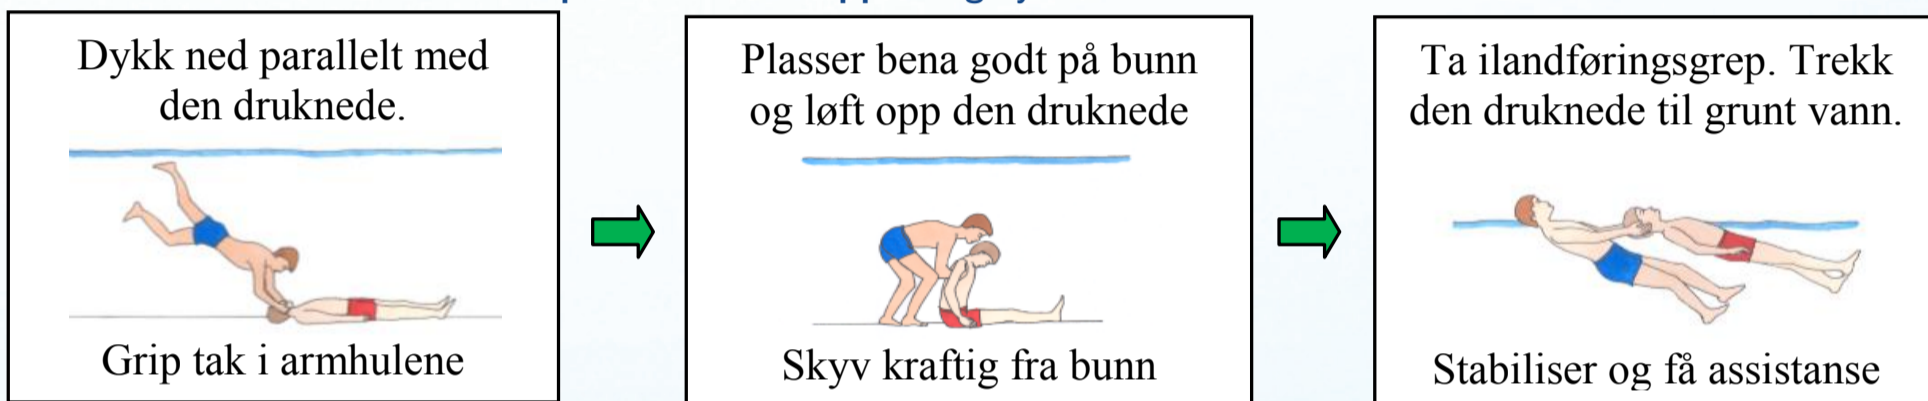 Dykk ned parallelt med
den druknede.
Grip tak i armhulene
Plasser bena godt på bunn
og løft opp den druknede
Skyv kraftig fra bunn
Ta ilandføringsgrep. Trekk
den druknede til grunt vann.
Stabiliser og få assistanse